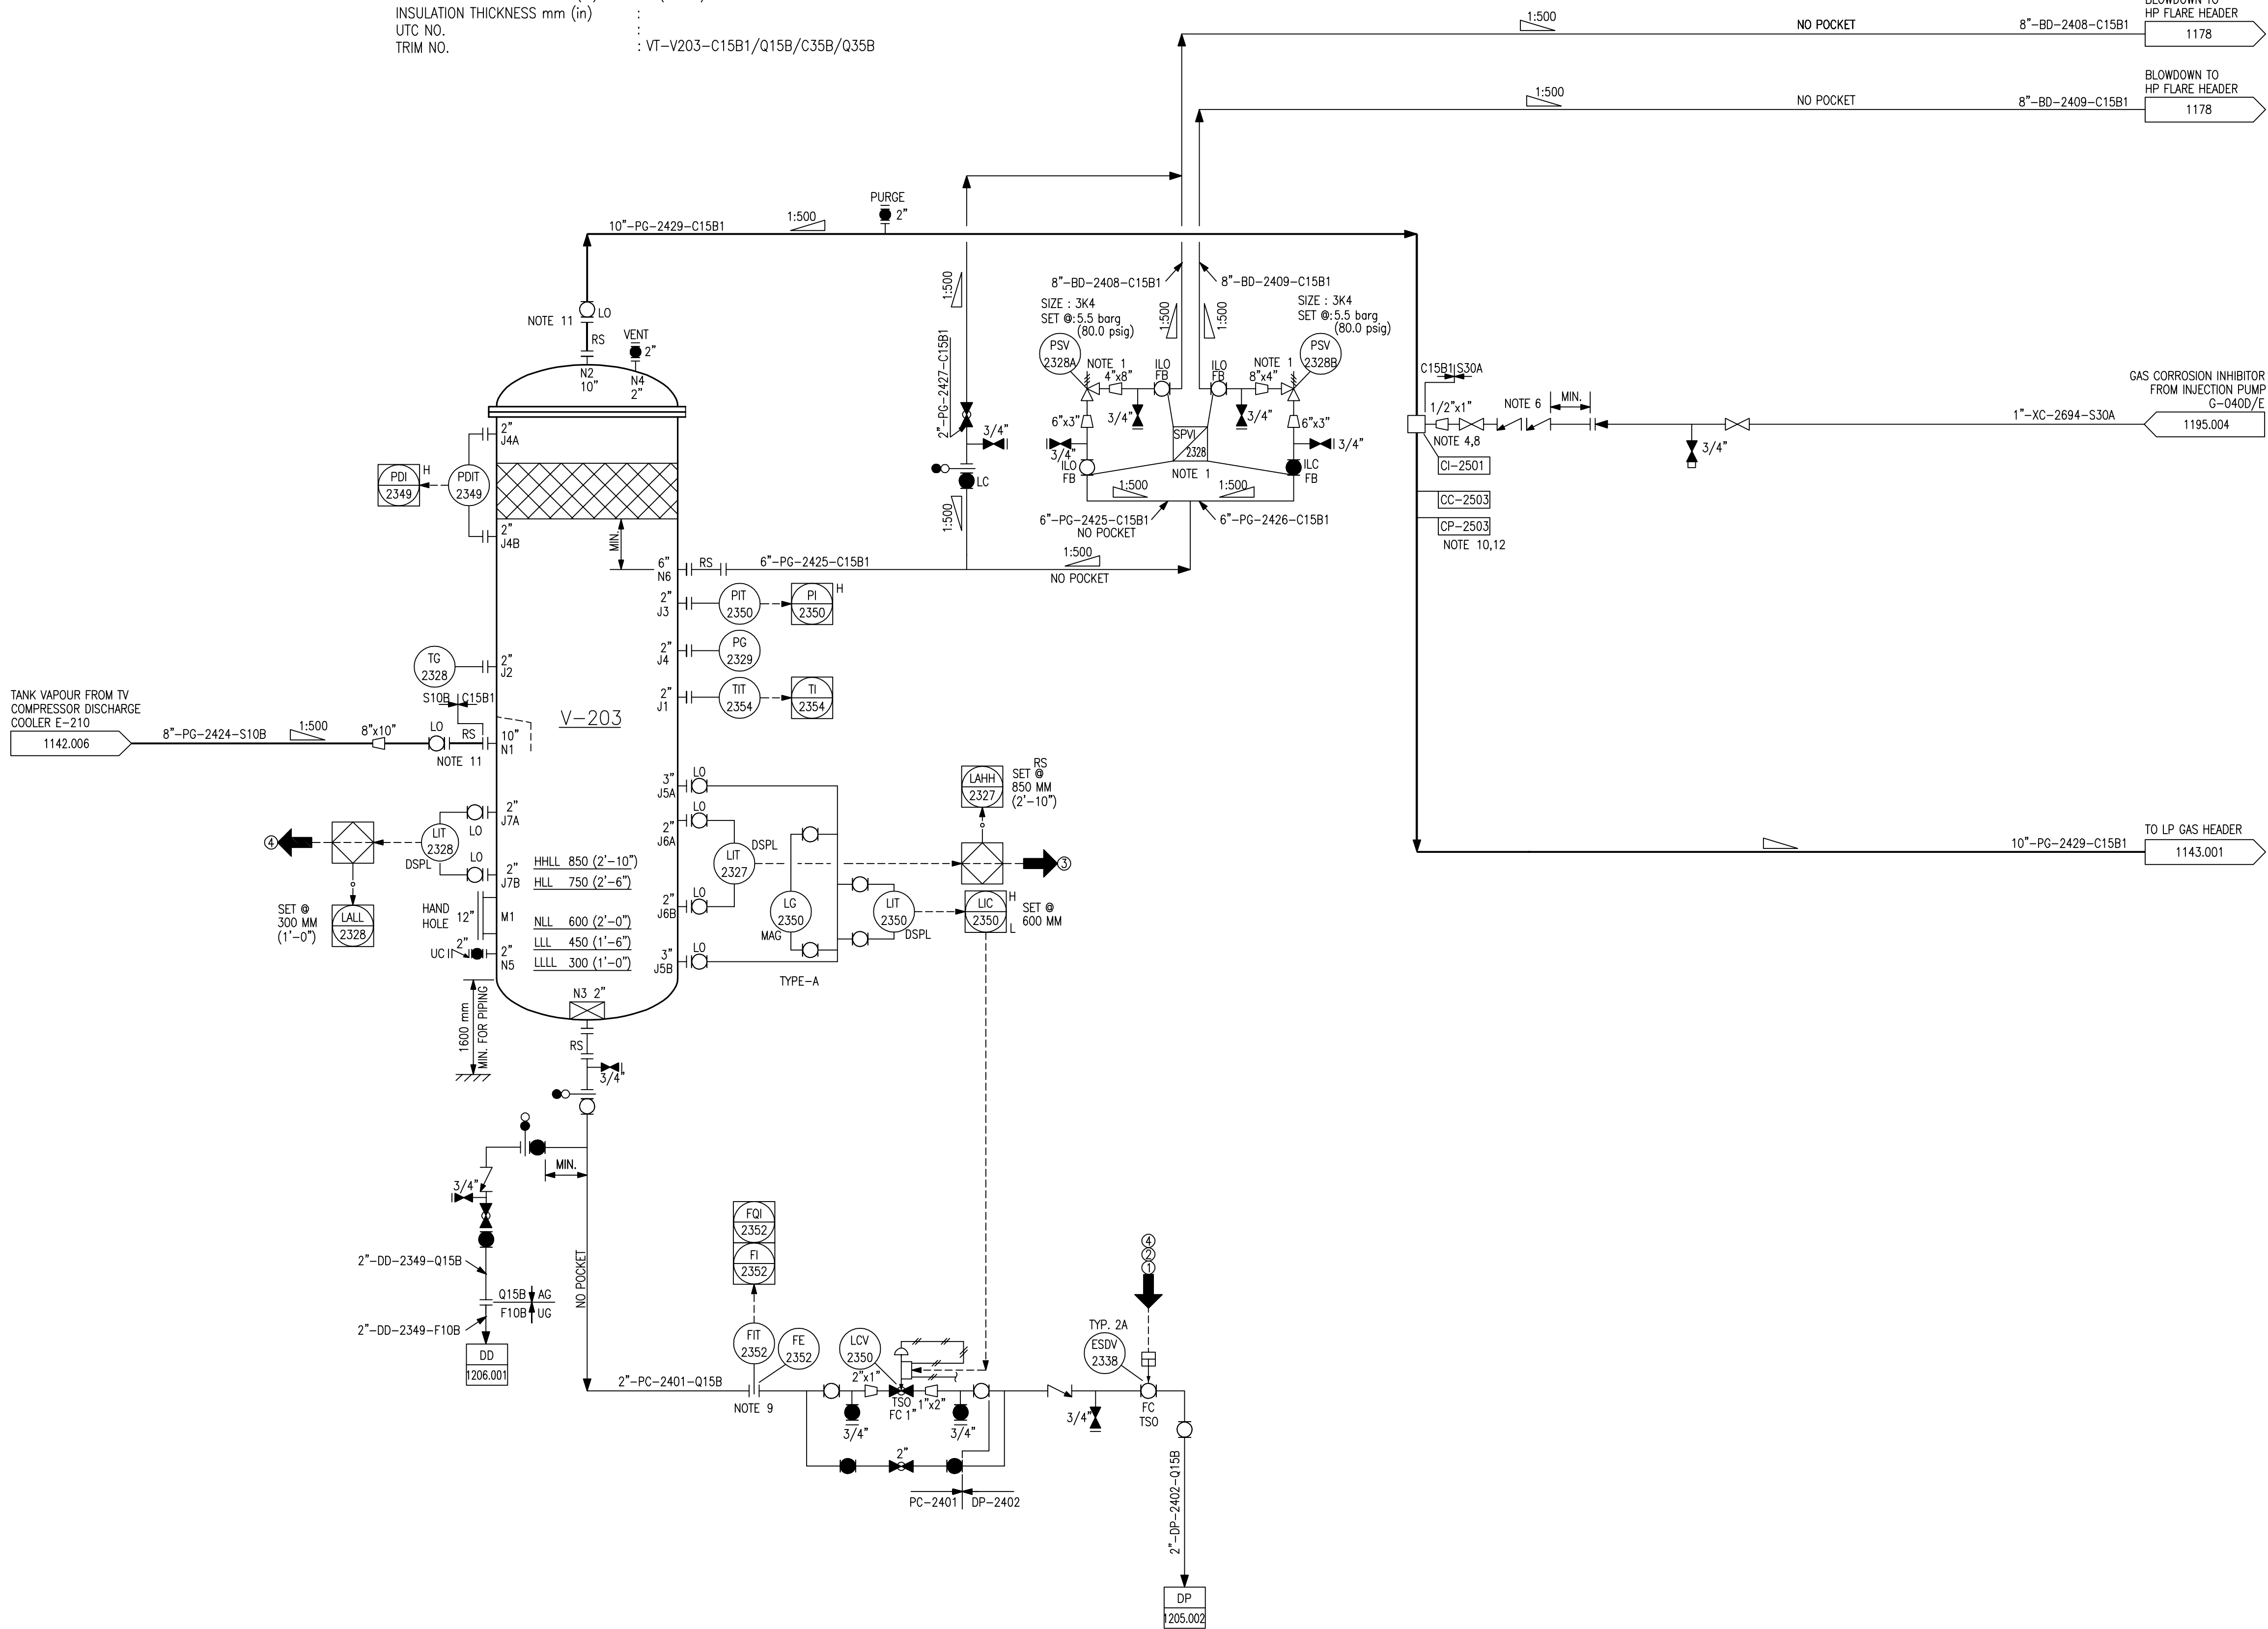 INSULATION THICKNESS mm (in) :
UTC NO. :
TRIM NO. : VT-V203-C15B1/Q15B/C35B/Q35B
BLOWDOWN TO
HP FLARE HEADER
1:500
NO POCKET
8"-BD-2408-C15B1
1178
BLOWDOWN TO
HP FLARE HEADER
1:500
NO POCKET
8"-BD-2409-C15B1
1178
PURGE
2"
1:500
10"-PG-2429-C15B1
1:500
2"-PG-2427-C15B1
3/4"
LC
1:500
8"-BD-2408-C15B1
8"-BD-2409-C15B1
1:500
1:500
SIZE : 3K4
SET @:5.5 barg
(80.0 psig)
PSV
2328A
NOTE 1
4"x8"
ILO
FB
3/4"
6"x3"
3/4"
ILO
FB
SIZE : 3K4
SET @:5.5 barg
(80.0 psig)
PSV
2328B
NOTE 1
8"x4"
ILO
FB
3/4"
6"x3"
3/4"
ILC
FB
SPVI
2328
NOTE 1
1:500
1:500
6"-PG-2425-C15B1
NO POCKET
6"-PG-2426-C15B1
1:500
NO POCKET
NOTE 11
LO
RS
VENT
2"
N2
10"
N4
2"
2"
J4A
PDI
2349
H
PDIT
2349
2"
J4B
MIN.
6"
N6
RS
6"-PG-2425-C15B1
2"
J3
PIT
2350
PI
2350
H
2"
J4
PG
2329
2"
J1
TIT
2354
TI
2354
TG
2328
2"
J2
S10B
C15B1
V-203
TANK VAPOUR FROM TV
COMPRESSOR DISCHARGE
COOLER E-210
1142.006
8"-PG-2424-S10B
1:500
8"x10"
LO
RS
10"
N1
NOTE 11
C15B1
S30A
1/2"x1"
NOTE 6
MIN.
NOTE 4,8
CI-2501
CC-2503
CP-2503
NOTE 10,12
3/4"
1"-XC-2694-S30A
GAS CORROSION INHIBITOR
FROM INJECTION PUMP
G-040D/E
1195.004
10"-PG-2429-C15B1
TO LP GAS HEADER
1143.001
2"
J7A
LO
4
LIT
2328
DSPL
LO
2"
J7B
SET @
300 MM
(1'-0")
LALL
2328
HAND
HOLE
12"
M1
2"
UC
2"
N5
HHLL 850 (2'-10")
HLL 750 (2'-6")
NLL 600 (2'-0")
LLL 450 (1'-6")
LLLL 300 (1'-0")
3"
J5A
LO
2"
J6A
LO
LIT
2327
DSPL
2"
J6B
LO
3"
J5B
LO
LG
2350
MAG
LIT
2350
DSPL
TYPE-A
LAHH
2327
RS
SET @
850 MM
(2'-10")
3
LIC
2350
H
L
SET @
600 MM
N3 2"
1600 mm
MIN. FOR PIPING
RS
3/4"
MIN.
3/4"
2"-DD-2349-Q15B
Q15B
AG
F10B
UG
2"-DD-2349-F10B
DD
1206.001
NO POCKET
FQI
2352
FI
2352
FIT
2352
FE
2352
2"-PC-2401-Q15B
NOTE 9
LCV
2350
2"x1"
TSO
FC 1"
1"x2"
3/4"
3/4"
2"
PC-2401
DP-2402
4
2
1
TYP. 2A
ESDV
2338
FC
TSO
3/4"
2"-DP-2402-Q15B
DP
1205.002